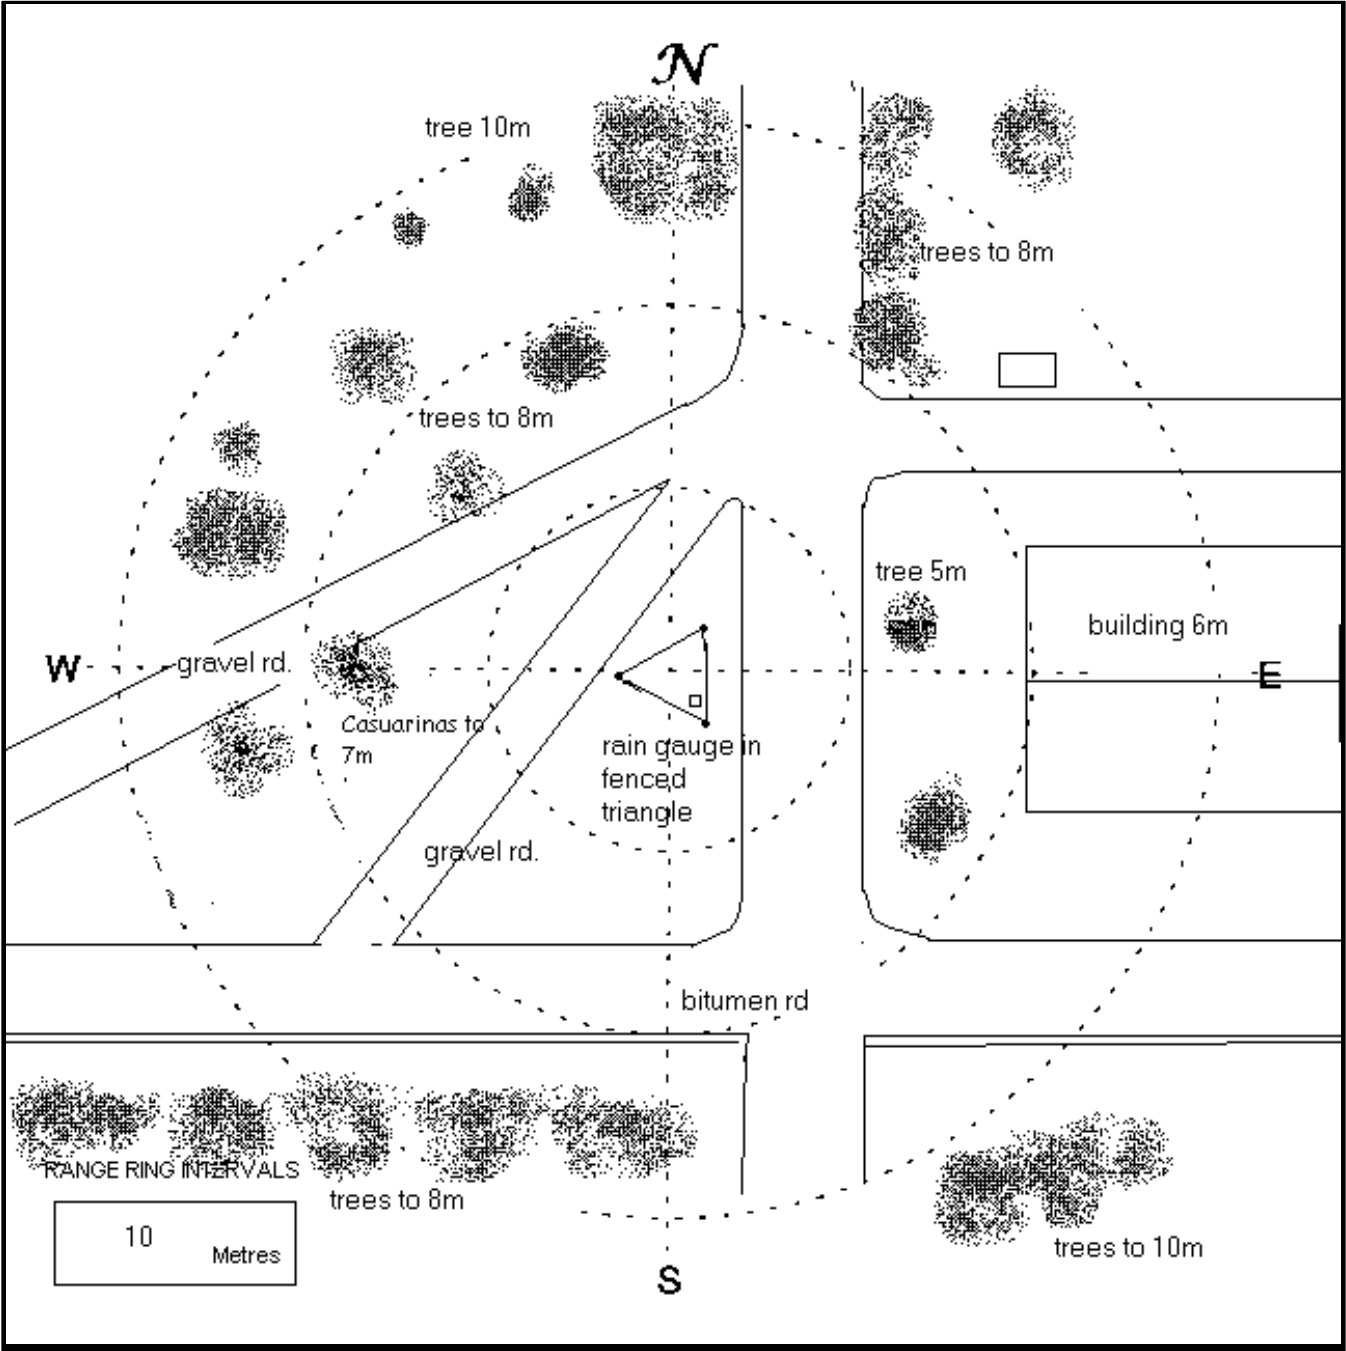 N
tree 10m
trees to 8m
trees to 8m
tree 5m
building 6m
W
gravel rd.
E
Casuarinas to
7m
rain gauge in
fenced
triangle
gravel rd.
bitumen rd
RANGE RING INTERVALS
trees to 8m
10
Metres
trees to 10m
S